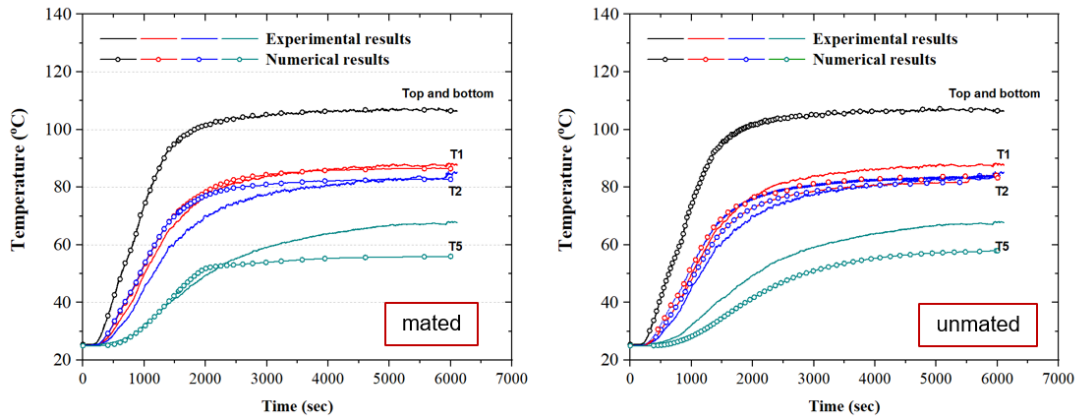 140
120
100
80
60
40
20
Temperature (ºC)
Experimental results
Numerical results
Top and bottom
T1
T2
T5
mated
0
1000
2000
3000
4000
5000
6000
7000
Time (sec)
140
120
100
80
60
40
20
Temperature (ºC)
Experimental results
Numerical results
Top and bottom
T1
T2
T5
unmated
0
1000
2000
3000
4000
5000
6000
7000
Time (sec)